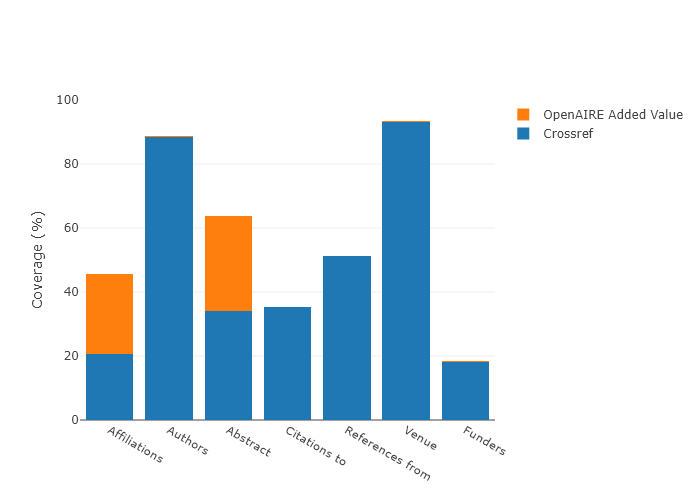 OpenAIRE Added Value
Crossref
Coverage (%)
100
80
60
40
20
0
Affiliations
Authors
Abstract
Citations to
References from
Venue
Funders